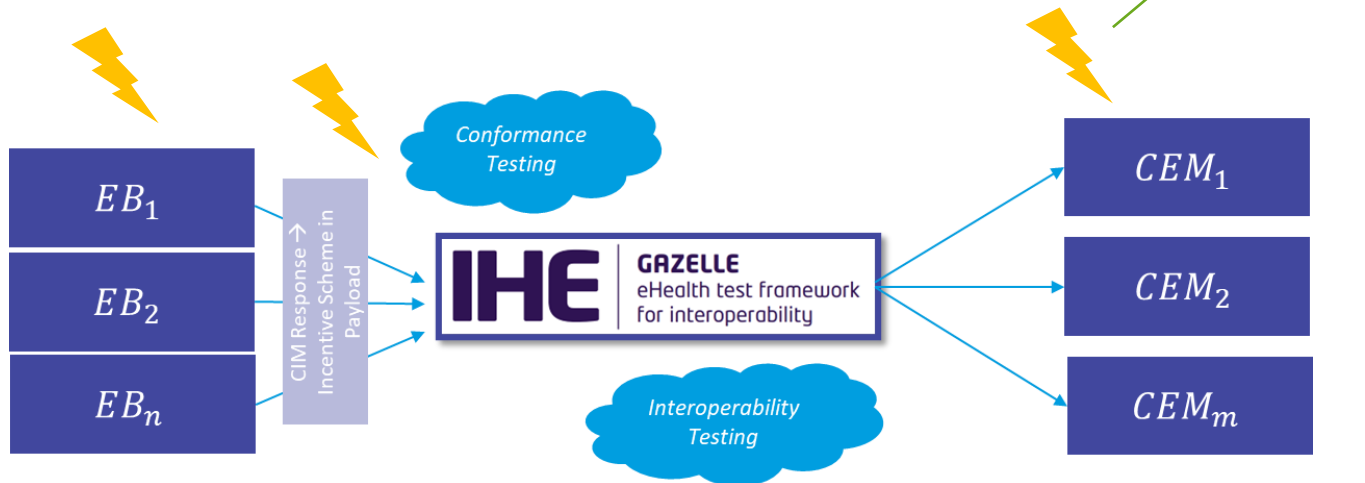 EB₁
EB₂
EBₙ
CIM Response →
Incentive Scheme in
Payload
Conformance
Testing
IHE
GAZELLE
eHealth test framework
for interoperability
Interoperability
Testing
CEM₁
CEM₂
CEMₘ